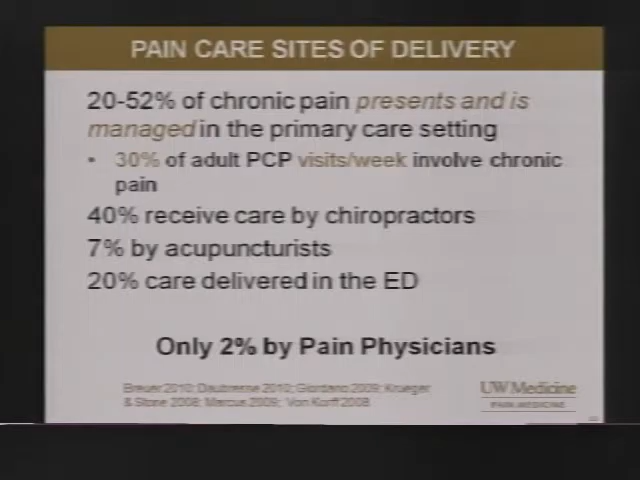 PAIN CARE SITES OF DELIVERY
20-52% of chronic pain presents and is
managed in the primary care setting
• 30% of adult PCP visits/week involve chronic
pain
40% receive care by chiropractors
7% by acupuncturists
20% care delivered in the ED
Only 2% by Pain Physicians
Breuer 2010; Dautrerne 2010; Giordano 2009; Krueger
& Stone 2008; Marcus 2009; Von Korff 2008
UW Medicine
PAIN MEDICINE